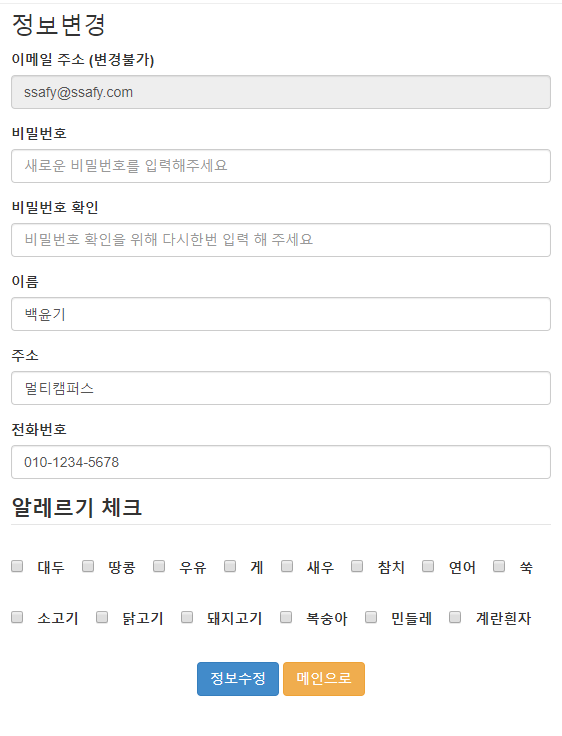 정보변경
이메일 주소 (변경불가)
ssafy@ssafy.com
비밀번호
새로운 비밀번호를 입력해주세요
비밀번호 확인
비밀번호 확인을 위해 다시한번 입력 해 주세요
이름
백윤기
주소
멀티캠퍼스
전화번호
010-1234-5678
알레르기 체크
대두 땅콩 우유 게 새우 참치 연어 쑥
소고기 닭고기 돼지고기 복숭아 민들레 계란흰자
정보수정 메인으로